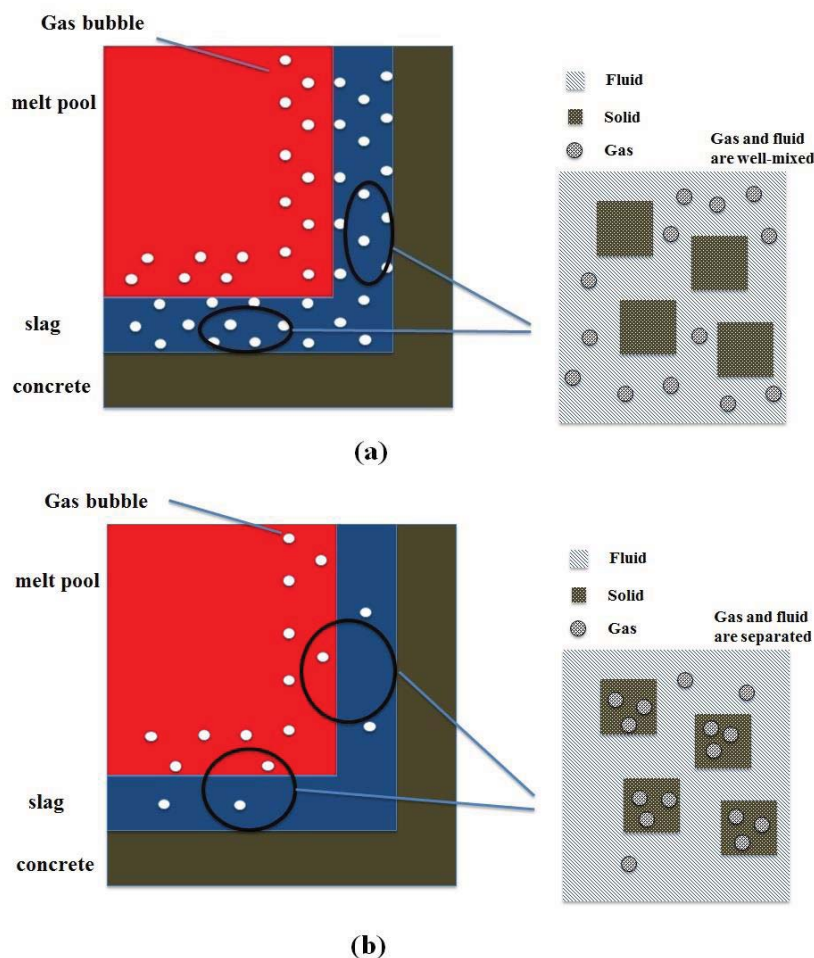 Gas bubble
melt pool
slag
concrete
Fluid
Solid
Gas
Gas and fluid
are well-mixed
(a)
Gas bubble
melt pool
slag
concrete
Fluid
Solid
Gas
Gas and fluid
are separated
(b)